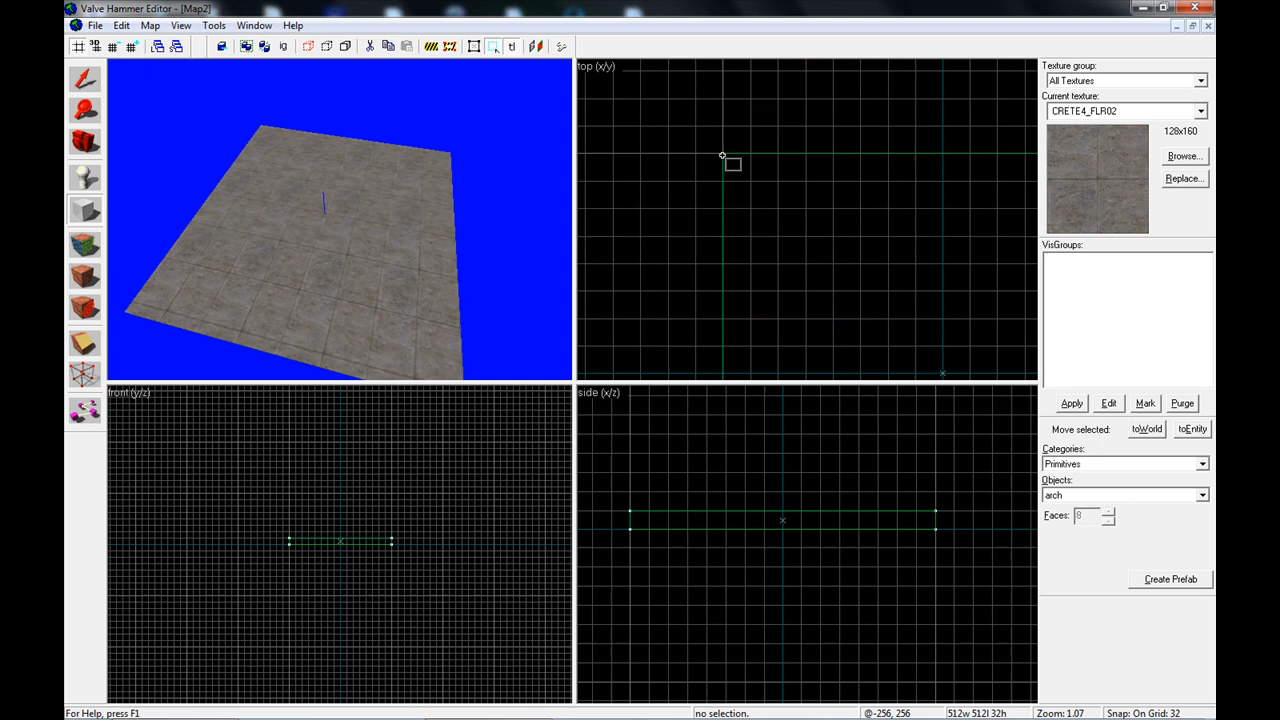 Valve Hammer Editor - [Map2]
File Edit Map View Tools Window Help
top (x/y)
front (y/z)
side (x/z)
Texture group:
All Textures
Current texture:
CRETE4_FLR02
128x160
Browse...
Replace...
VisGroups:
Apply Edit Mark Purge
Move selected: toWorld toEntity
Categories:
Primitives
Objects:
arch
Faces: 8
Create Prefab
For Help, press F1 no selection. @-256, 256 512w 512l 32h Zoom: 1.07 Snap: On Grid: 32